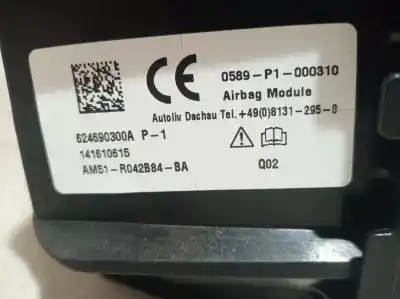 CE 0589-P1-000310
Airbag Module
Autoliv Dachau Tel. +49(0)8131-295-0
624690300A P-1
141610615
AM51-R042B84-BA
Q02